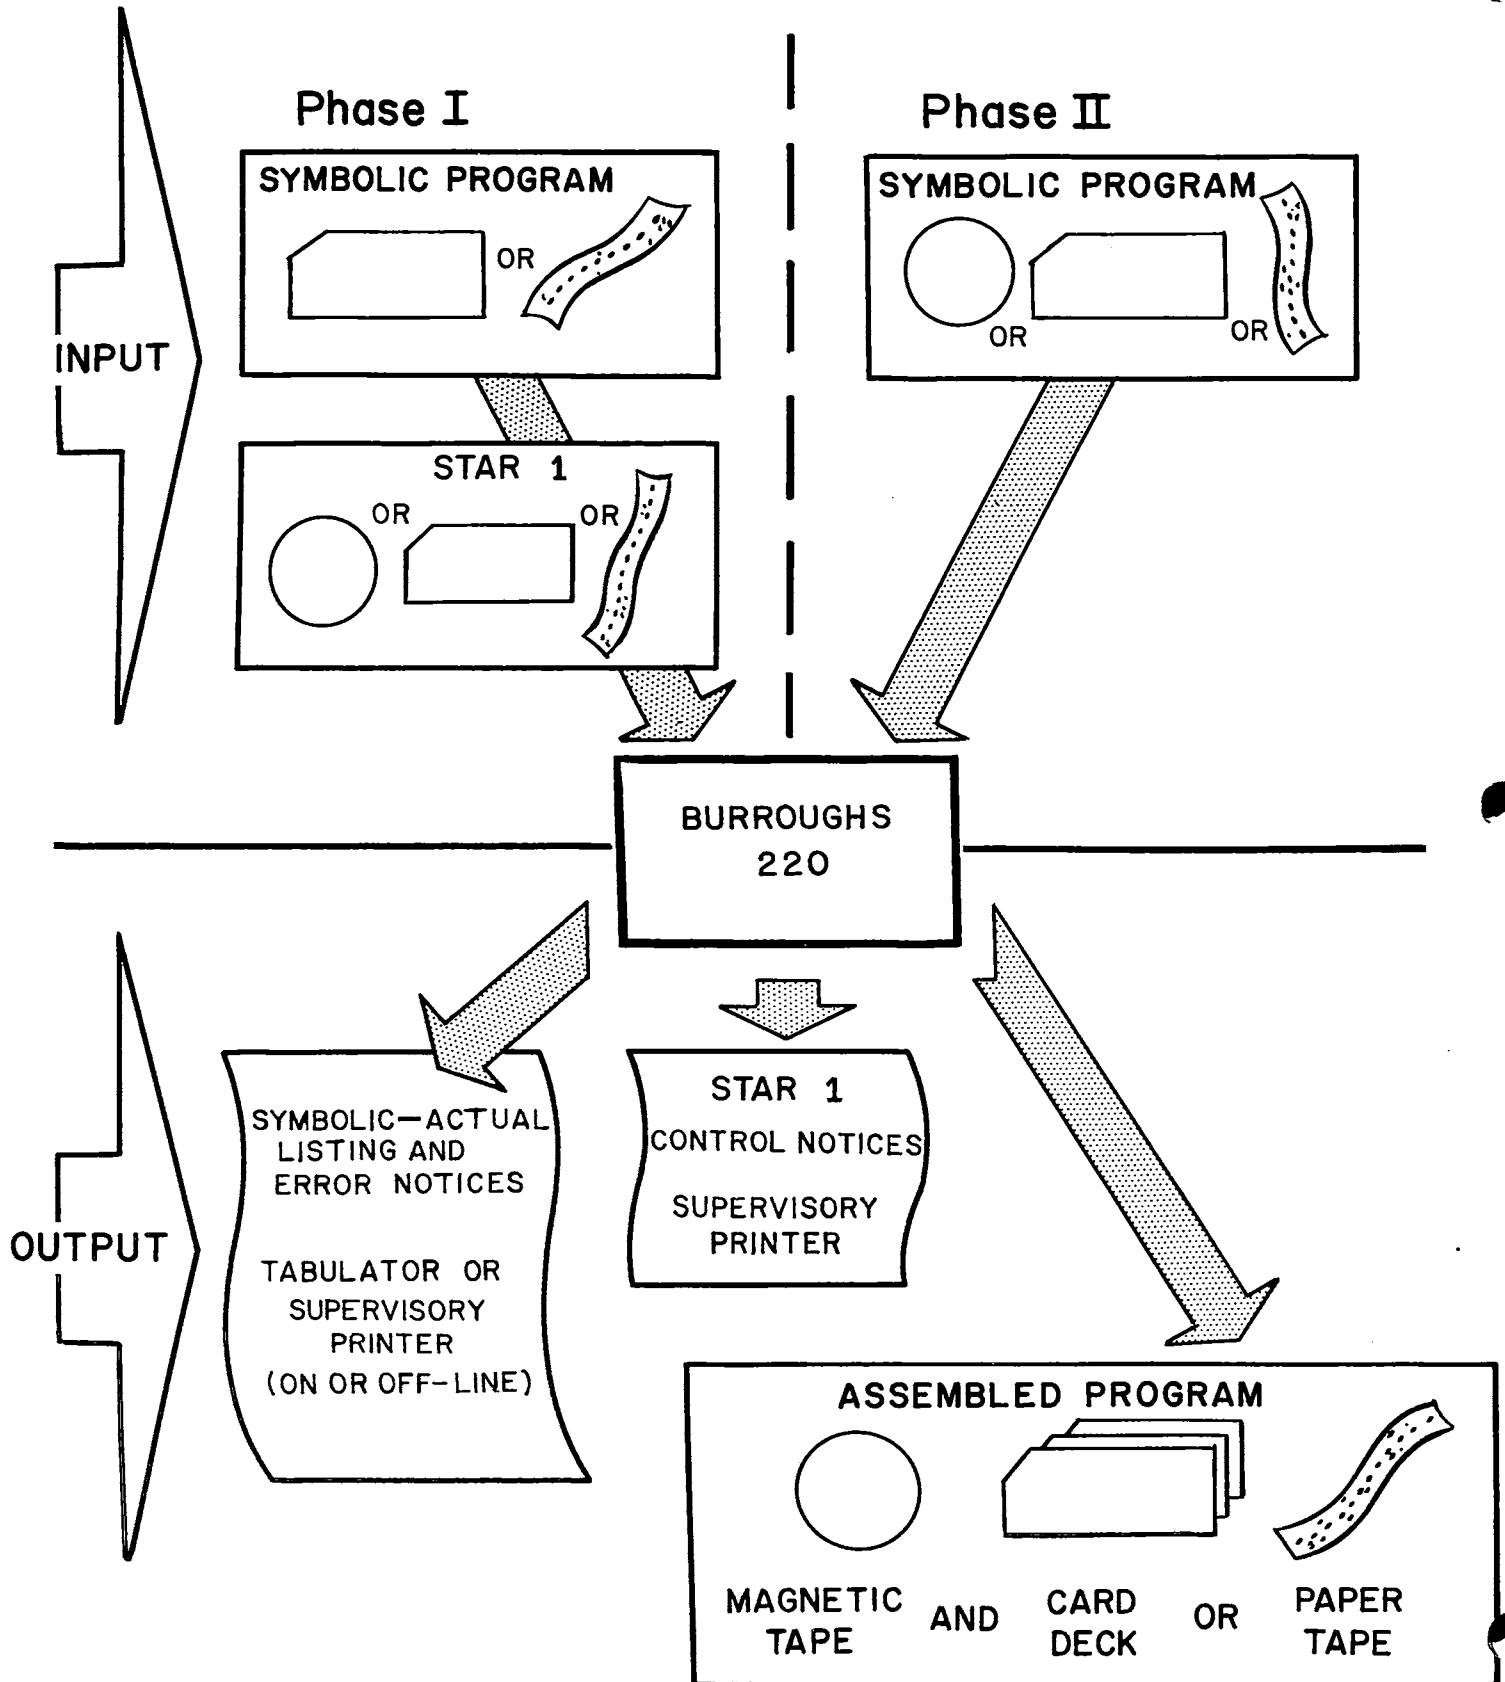 Phase I
Phase II
SYMBOLIC PROGRAM
OR
SYMBOLIC PROGRAM
OR
OR
INPUT
STAR 1
OR
OR
BURROUGHS
220
OUTPUT
SYMBOLIC—ACTUAL
LISTING AND
ERROR NOTICES
TABULATOR OR
SUPERVISORY
PRINTER
(ON OR OFF-LINE)
STAR 1
CONTROL NOTICES
SUPERVISORY
PRINTER
ASSEMBLED PROGRAM
MAGNETIC
TAPE
AND
CARD
DECK
OR
PAPER
TAPE